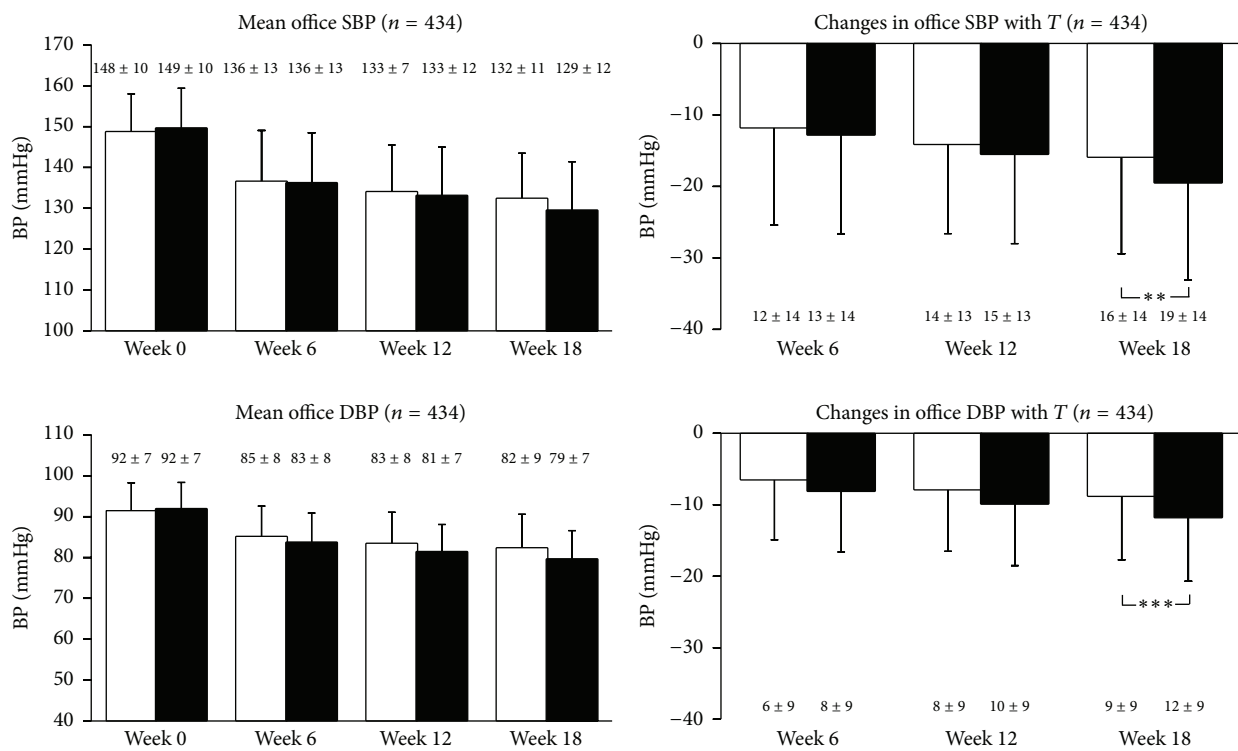 Mean office SBP (n = 434)
170
160
150
140
130
120
110
100
BP (mmHg)
148 ± 10 149 ± 10 136 ± 13 136 ± 13 133 ± 7 133 ± 12 132 ± 11 129 ± 12
Week 0 Week 6 Week 12 Week 18
Changes in office SBP with T (n = 434)
0
−10
−20
−30
−40
BP (mmHg)
**
12 ± 14 13 ± 14 14 ± 13 15 ± 13 16 ± 14 19 ± 14
Week 6 Week 12 Week 18
Mean office DBP (n = 434)
110
100
90
80
70
60
50
40
BP (mmHg)
92 ± 7 92 ± 7 85 ± 8 83 ± 8 83 ± 8 81 ± 7 82 ± 9 79 ± 7
Week 0 Week 6 Week 12 Week 18
Changes in office DBP with T (n = 434)
0
−10
−20
−30
−40
BP (mmHg)
***
6 ± 9 8 ± 9 8 ± 9 10 ± 9 9 ± 9 12 ± 9
Week 6 Week 12 Week 18